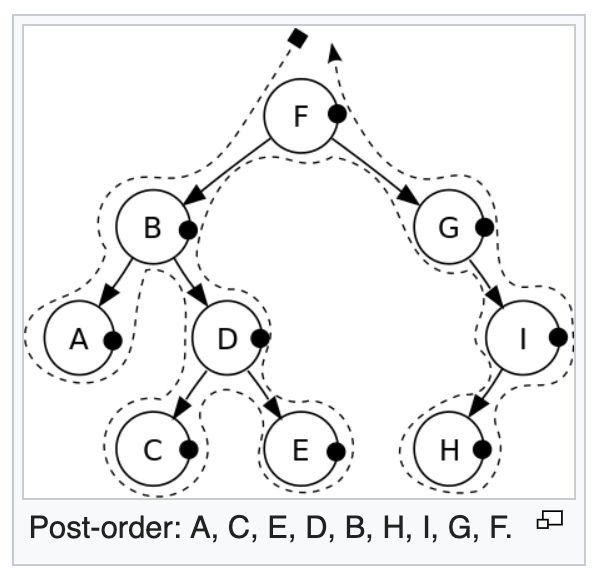 F
B
G
A
D
I
C
E
H
Post-order: A, C, E, D, B, H, I, G, F.